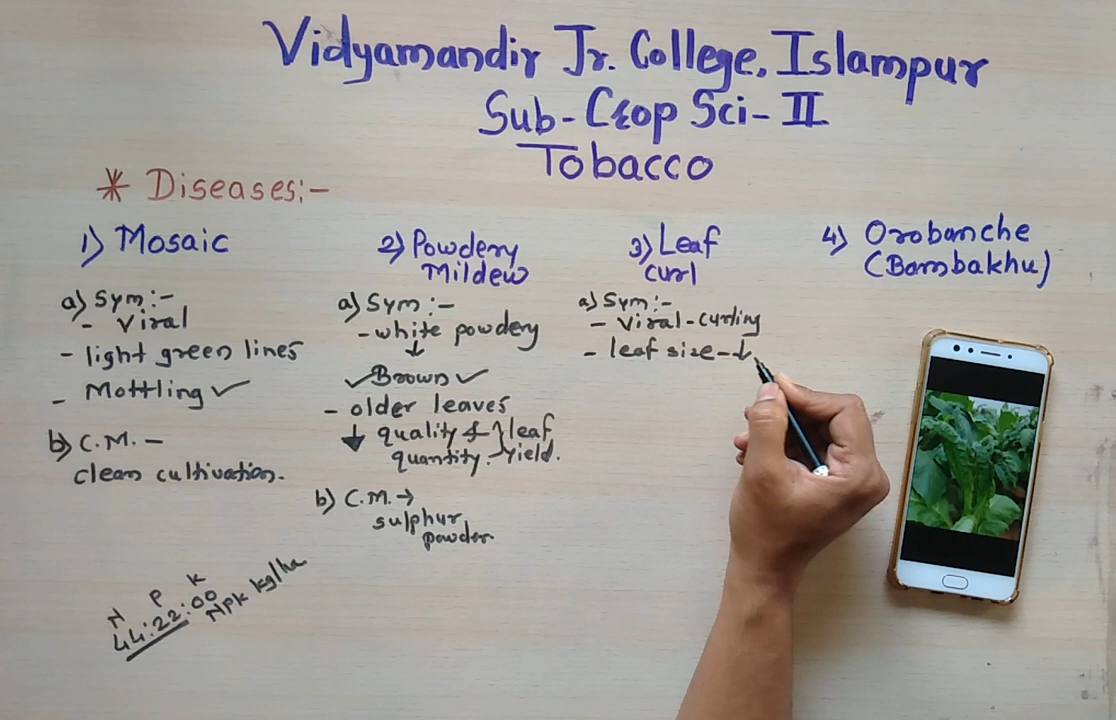 Vidyamandir Jr. College, Islampur
Sub-Crop Sci-II
Tobacco
* Diseases:-
1) Mosaic
a) Sym:-
- Viral
- light green lines
- Mottling ✓
b) C.M. -
clean cultivation.
2) Powdery
Mildew
a) Sym:-
- white powdery
↓
✓ Brown ✓
- older leaves
↓ quality & } leaf
quantity. } yield.
b) C.M. →
sulphur
powder
3) Leaf
curl
a) Sym:-
- Viral - curling
- leaf size - ↓
4) Orobanche
(Bambakhu)
N P K
44:22:00
NPK kg/ha